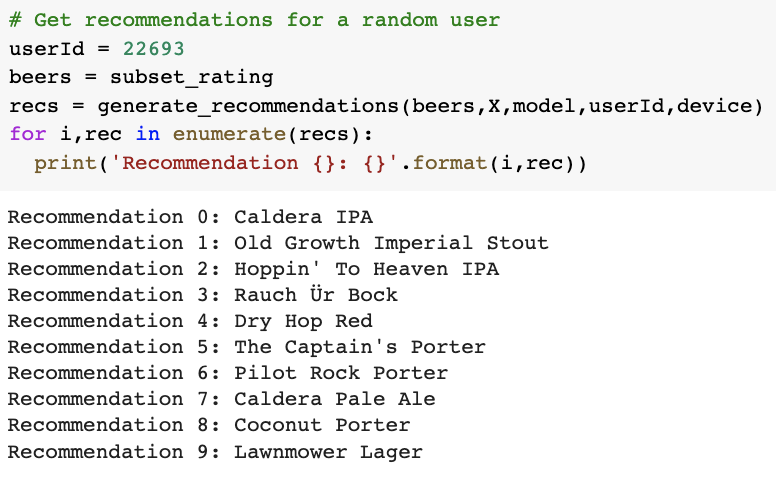 # Get recommendations for a random user
userId = 22693
beers = subset_rating
recs = generate_recommendations(beers,X,model,userId,device)
for i,rec in enumerate(recs):
  print('Recommendation {}: {}'.format(i,rec))
Recommendation 0: Caldera IPA
Recommendation 1: Old Growth Imperial Stout
Recommendation 2: Hoppin' To Heaven IPA
Recommendation 3: Rauch Ür Bock
Recommendation 4: Dry Hop Red
Recommendation 5: The Captain's Porter
Recommendation 6: Pilot Rock Porter
Recommendation 7: Caldera Pale Ale
Recommendation 8: Coconut Porter
Recommendation 9: Lawnmower Lager